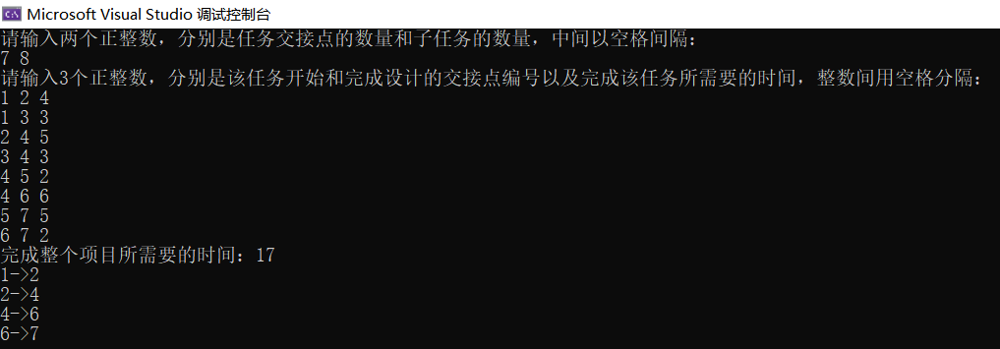 Microsoft Visual Studio 调试控制台
请输入两个正整数，分别是任务交接点的数量和子任务的数量，中间以空格间隔：
7 8
请输入3个正整数，分别是该任务开始和完成设计的交接点编号以及完成该任务所需要的时间，整数间用空格分隔：
1 2 4
1 3 3
2 4 5
3 4 3
4 5 2
4 6 6
5 7 5
6 7 2
完成整个项目所需要的时间：17
1->2
2->4
4->6
6->7